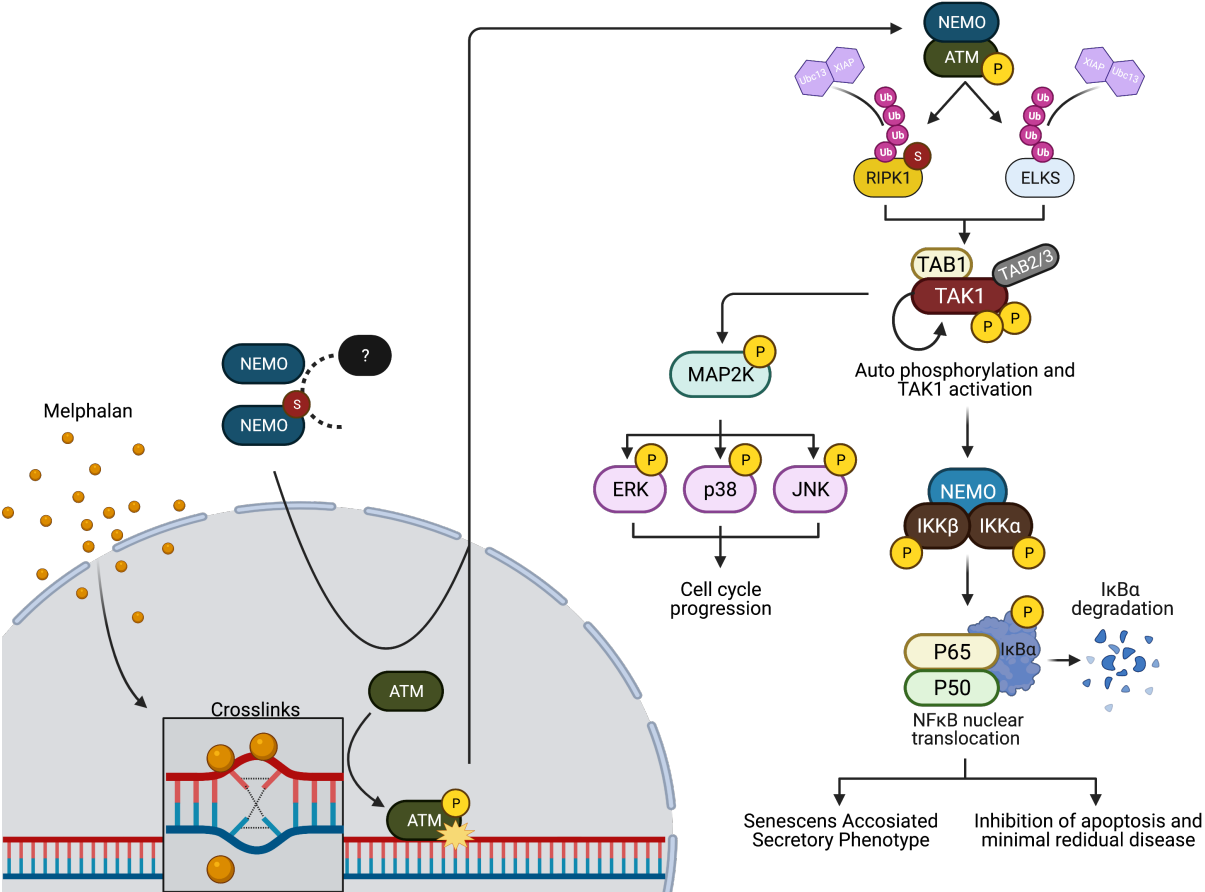 NEMO
ATM
P
Ubc13
XIAP
XIAP
Ubc13
Ub
Ub
Ub
Ub
Ub
Ub
Ub
Ub
S
RIPK1
ELKS
TAB1
TAB2/3
TAK1
P
P
Auto phosphorylation and
TAK1 activation
P
MAP2K
P
P
P
ERK
p38
JNK
Cell cycle
progression
NEMO
IKKβ
IKKα
P
P
P
IκBα
P65
P50
IκBα
degradation
NFκB nuclear
translocation
Senescens Accosiated
Secretory Phenotype
Inhibition of apoptosis and
minimal redidual disease
NEMO
?
S
NEMO
Melphalan
Crosslinks
ATM
P
ATM